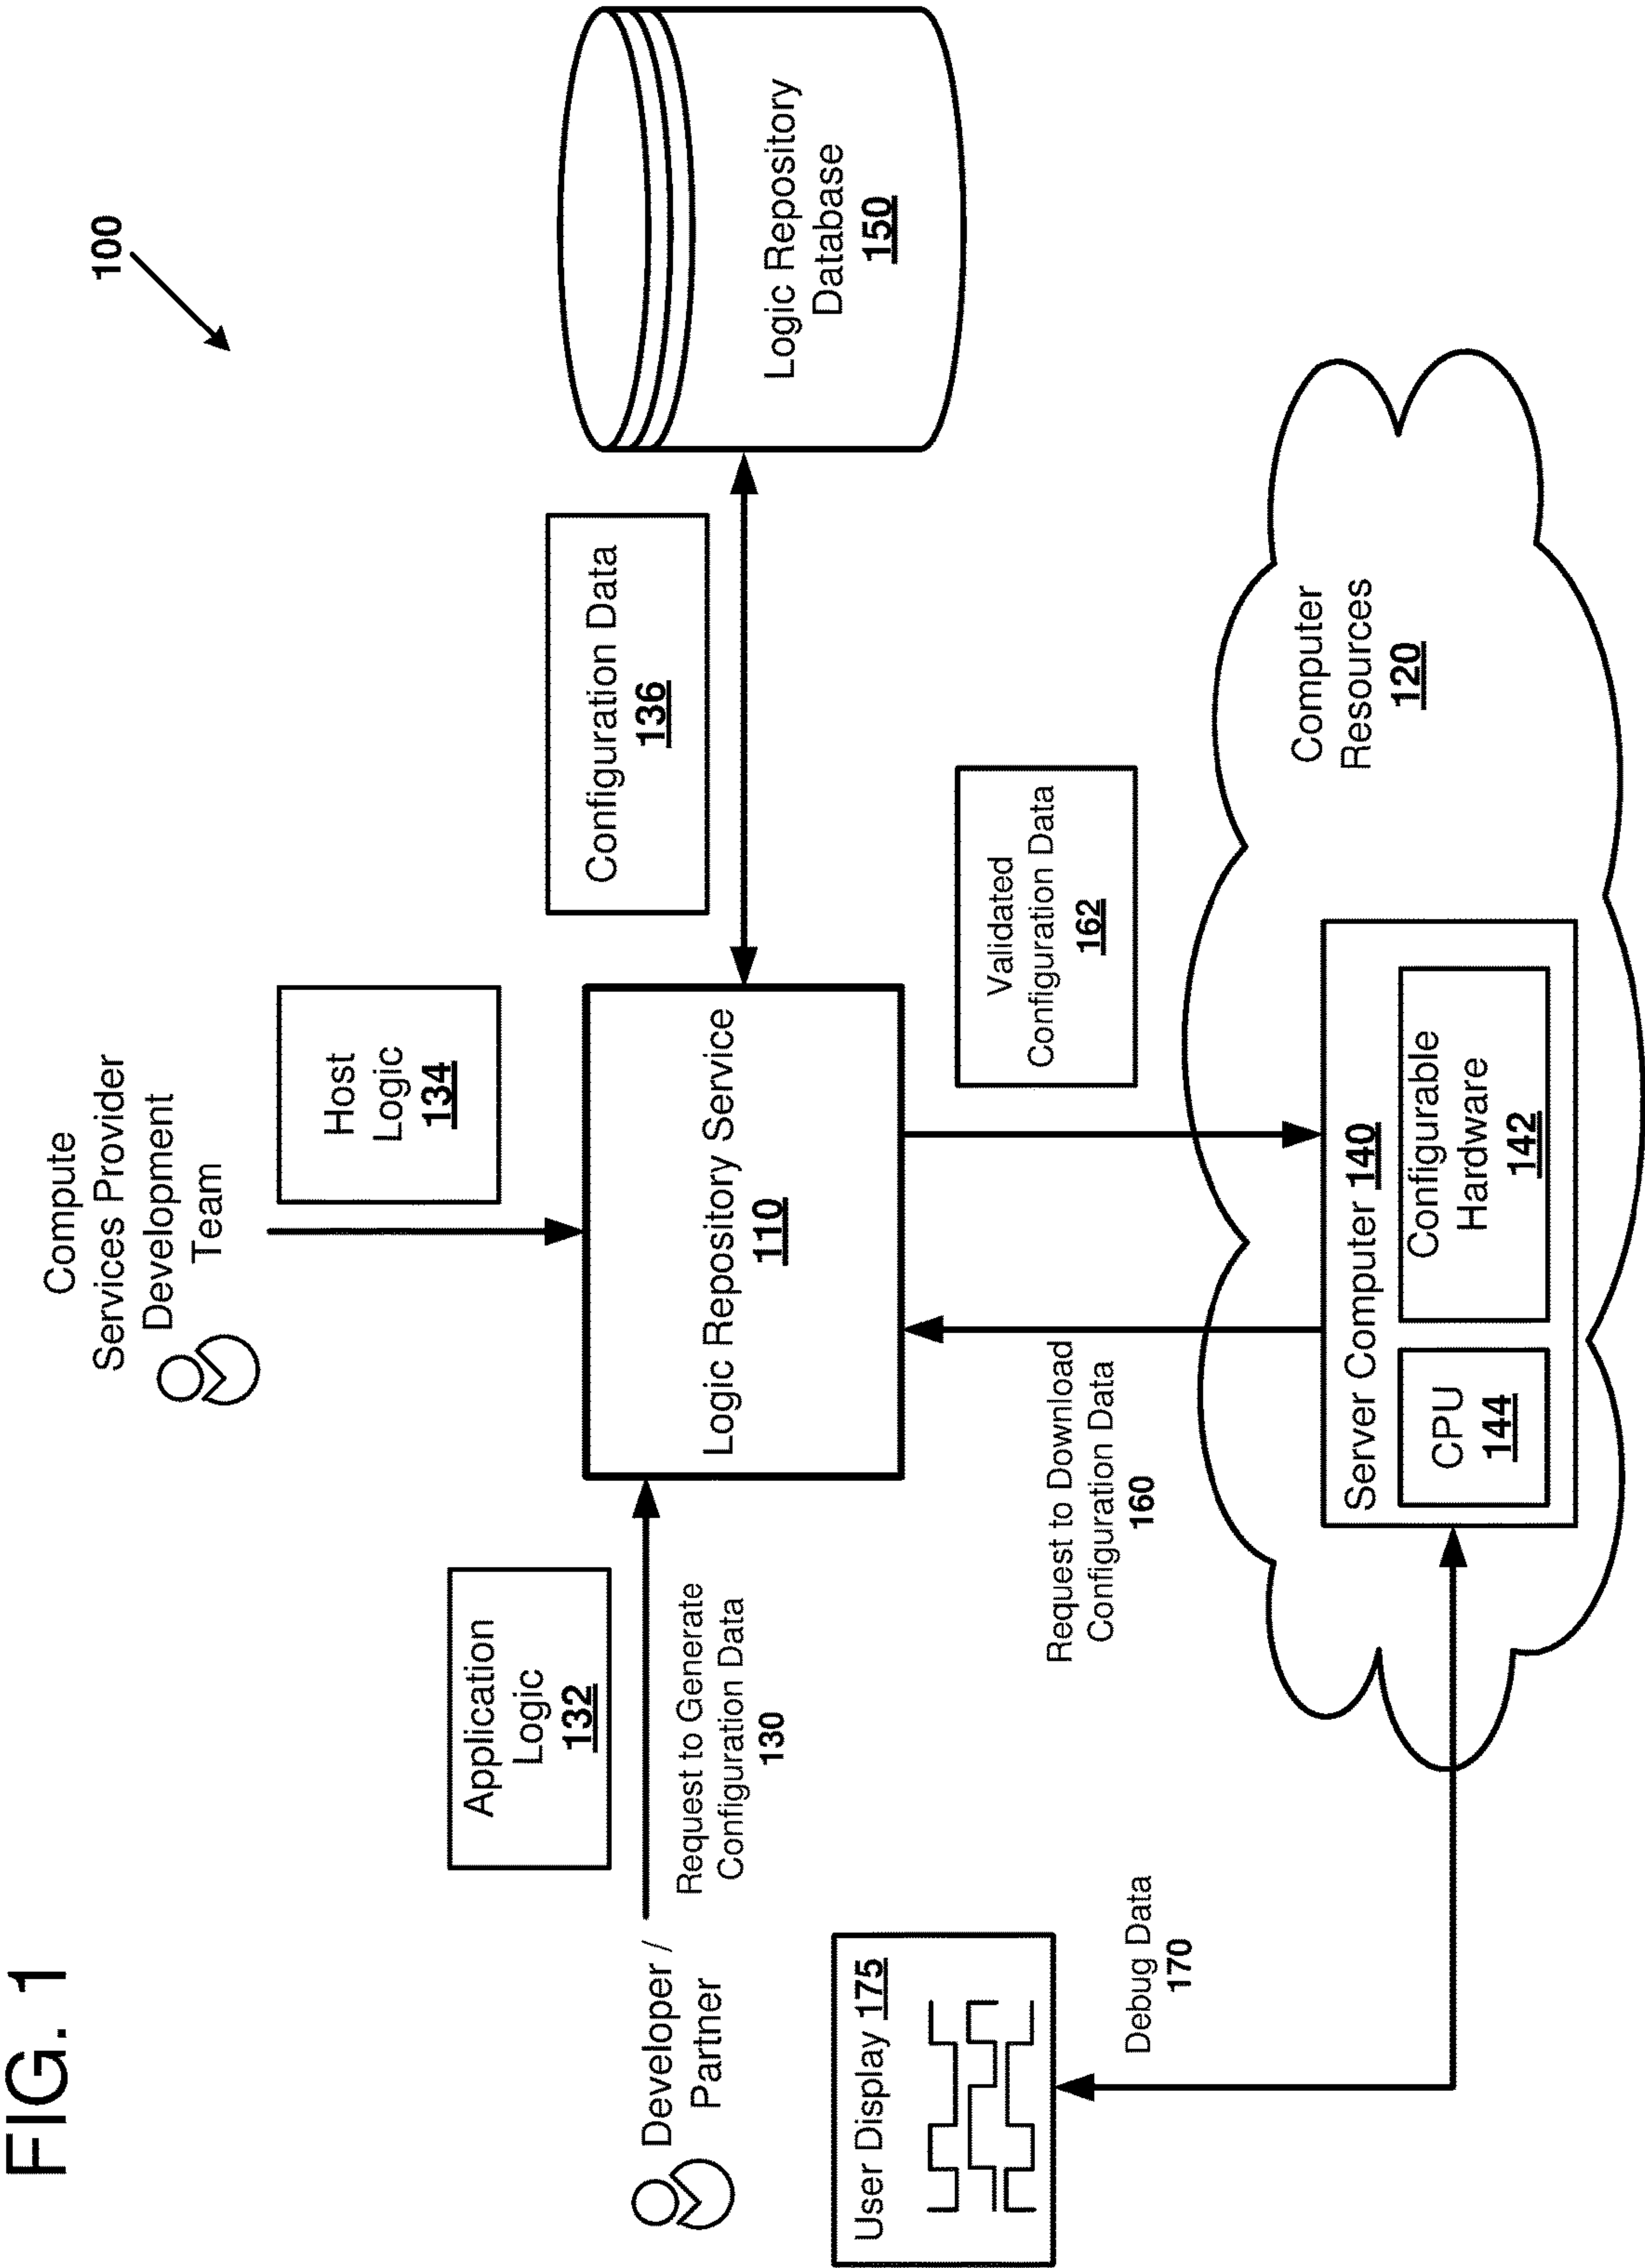 FIG. 1
100
Compute
Services Provider
Development
Team
Host
Logic
134
Application
Logic
132
Developer /
Partner
Request to Generate
Configuration Data
130
Logic Repository Service
110
Configuration Data
136
Logic Repository
Database
150
User Display 175
Debug Data
170
Request to Download
Configuration Data
160
Validated
Configuration Data
162
Server Computer 140
CPU
144
Configurable
Hardware
142
Computer
Resources
120